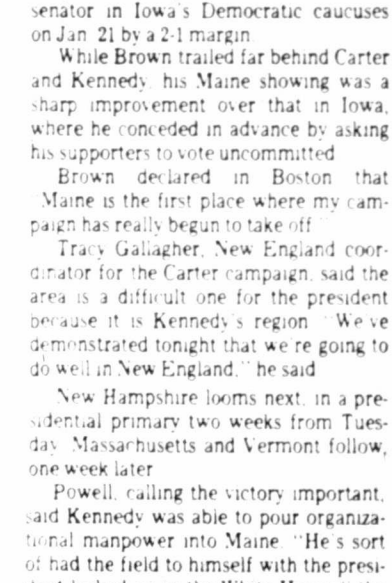 senator in Iowa's Democratic caucuses
on Jan 21 by a 2-1 margin
While Brown trailed far behind Carter
and Kennedy, his Maine showing was a
sharp improvement over that in Iowa,
where he conceded in advance by asking
his supporters to vote uncommitted
Brown declared in Boston that
"Maine is the first place where my cam-
paign has really begun to take off"
Tracy Gallagher, New England coor-
dinator for the Carter campaign, said the
area is a difficult one for the president
because it is Kennedy's region "We've
demonstrated tonight that we're going to
do well in New England," he said
New Hampshire looms next, in a pre-
sidential primary two weeks from Tues-
day Massachusetts and Vermont follow,
one week later
Powell, calling the victory important,
said Kennedy was able to pour organiza-
tional manpower into Maine. "He's sort
of had the field to himself with the presi-